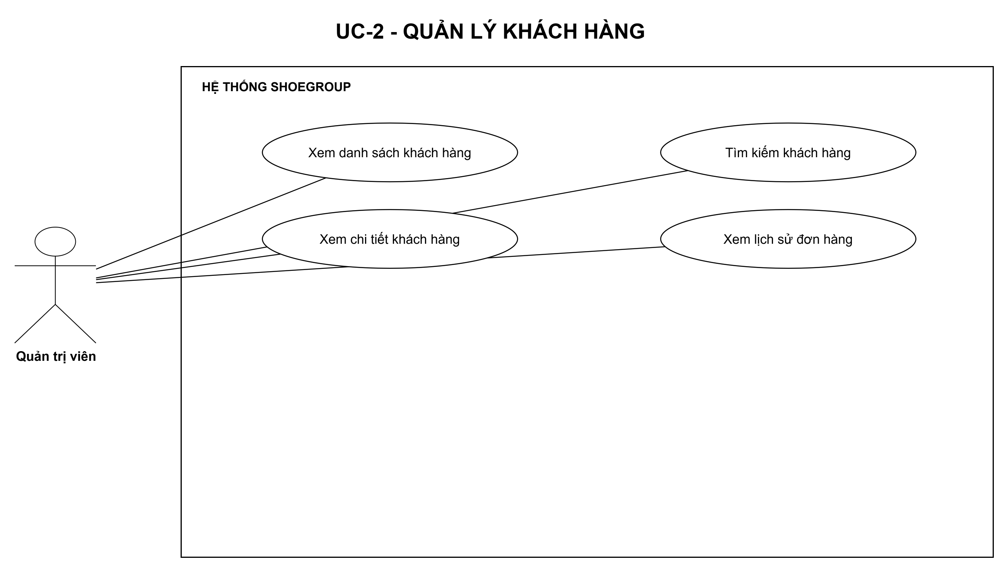 UC-2 - QUẢN LÝ KHÁCH HÀNG
HỆ THỐNG SHOEGROUP
Xem danh sách khách hàng
Tìm kiếm khách hàng
Xem chi tiết khách hàng
Xem lịch sử đơn hàng
Quản trị viên